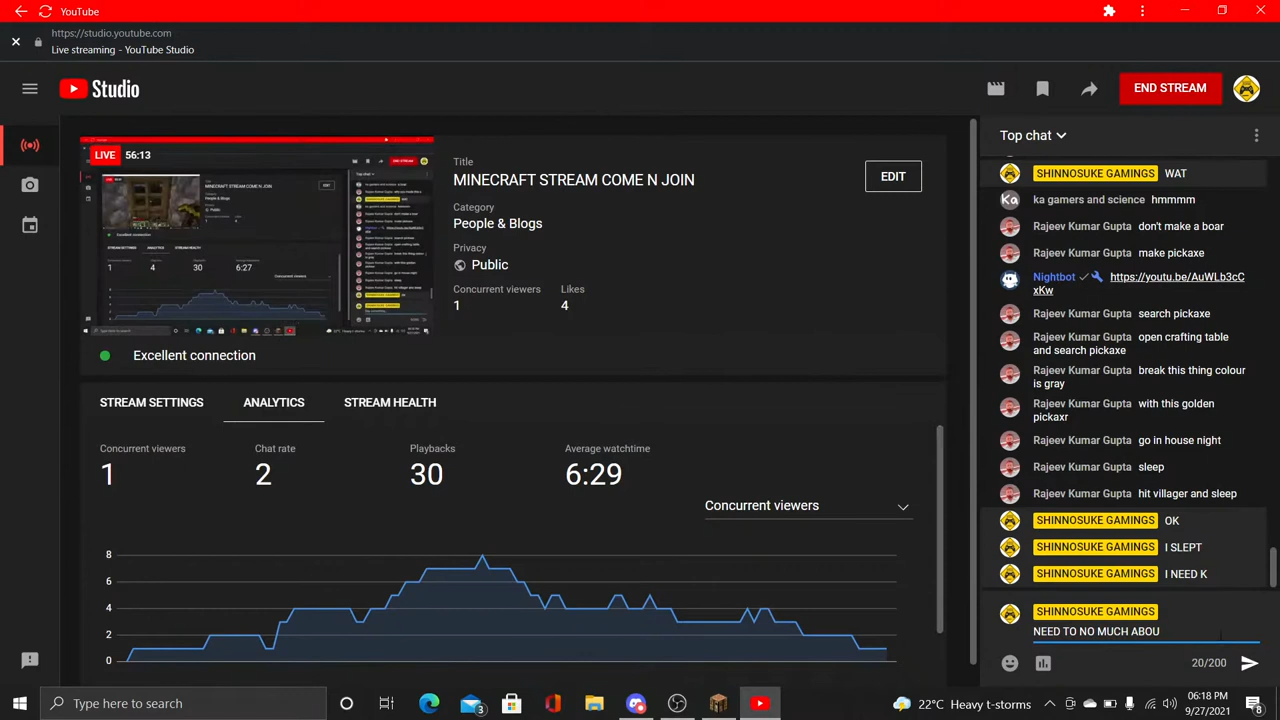 YouTube
https://studio.youtube.com
Live streaming - YouTube Studio
Studio
END STREAM
LIVE 56:13
Title
MINECRAFT STREAM COME N JOIN
EDIT
Category
People & Blogs
Privacy
Public
Concurrent viewers Likes
1 4
Excellent connection
STREAM SETTINGS ANALYTICS STREAM HEALTH
Concurrent viewers Chat rate Playbacks Average watchtime
1 2 30 6:29
Concurrent viewers
8
6
4
2
0
Top chat
SHINNOSUKE GAMINGS WAT
ka gamers and science hmmmm
Rajeev Kumar Gupta don't make a boar
Rajeev Kumar Gupta make pickaxe
Nightbot https://youtu.be/AuWLb3gC-
xKw
Rajeev Kumar Gupta search pickaxe
Rajeev Kumar Gupta open crafting table
and search pickaxe
Rajeev Kumar Gupta break this thing colour
is gray
Rajeev Kumar Gupta with this golden
pickaxr
Rajeev Kumar Gupta go in house night
Rajeev Kumar Gupta sleep
Rajeev Kumar Gupta hit villager and sleep
SHINNOSUKE GAMINGS OK
SHINNOSUKE GAMINGS I SLEPT
SHINNOSUKE GAMINGS I NEED K
SHINNOSUKE GAMINGS
NEED TO NO MUCH ABOU
20/200
Type here to search
3
22°C Heavy t-storms
06:18 PM
9/27/2021
8